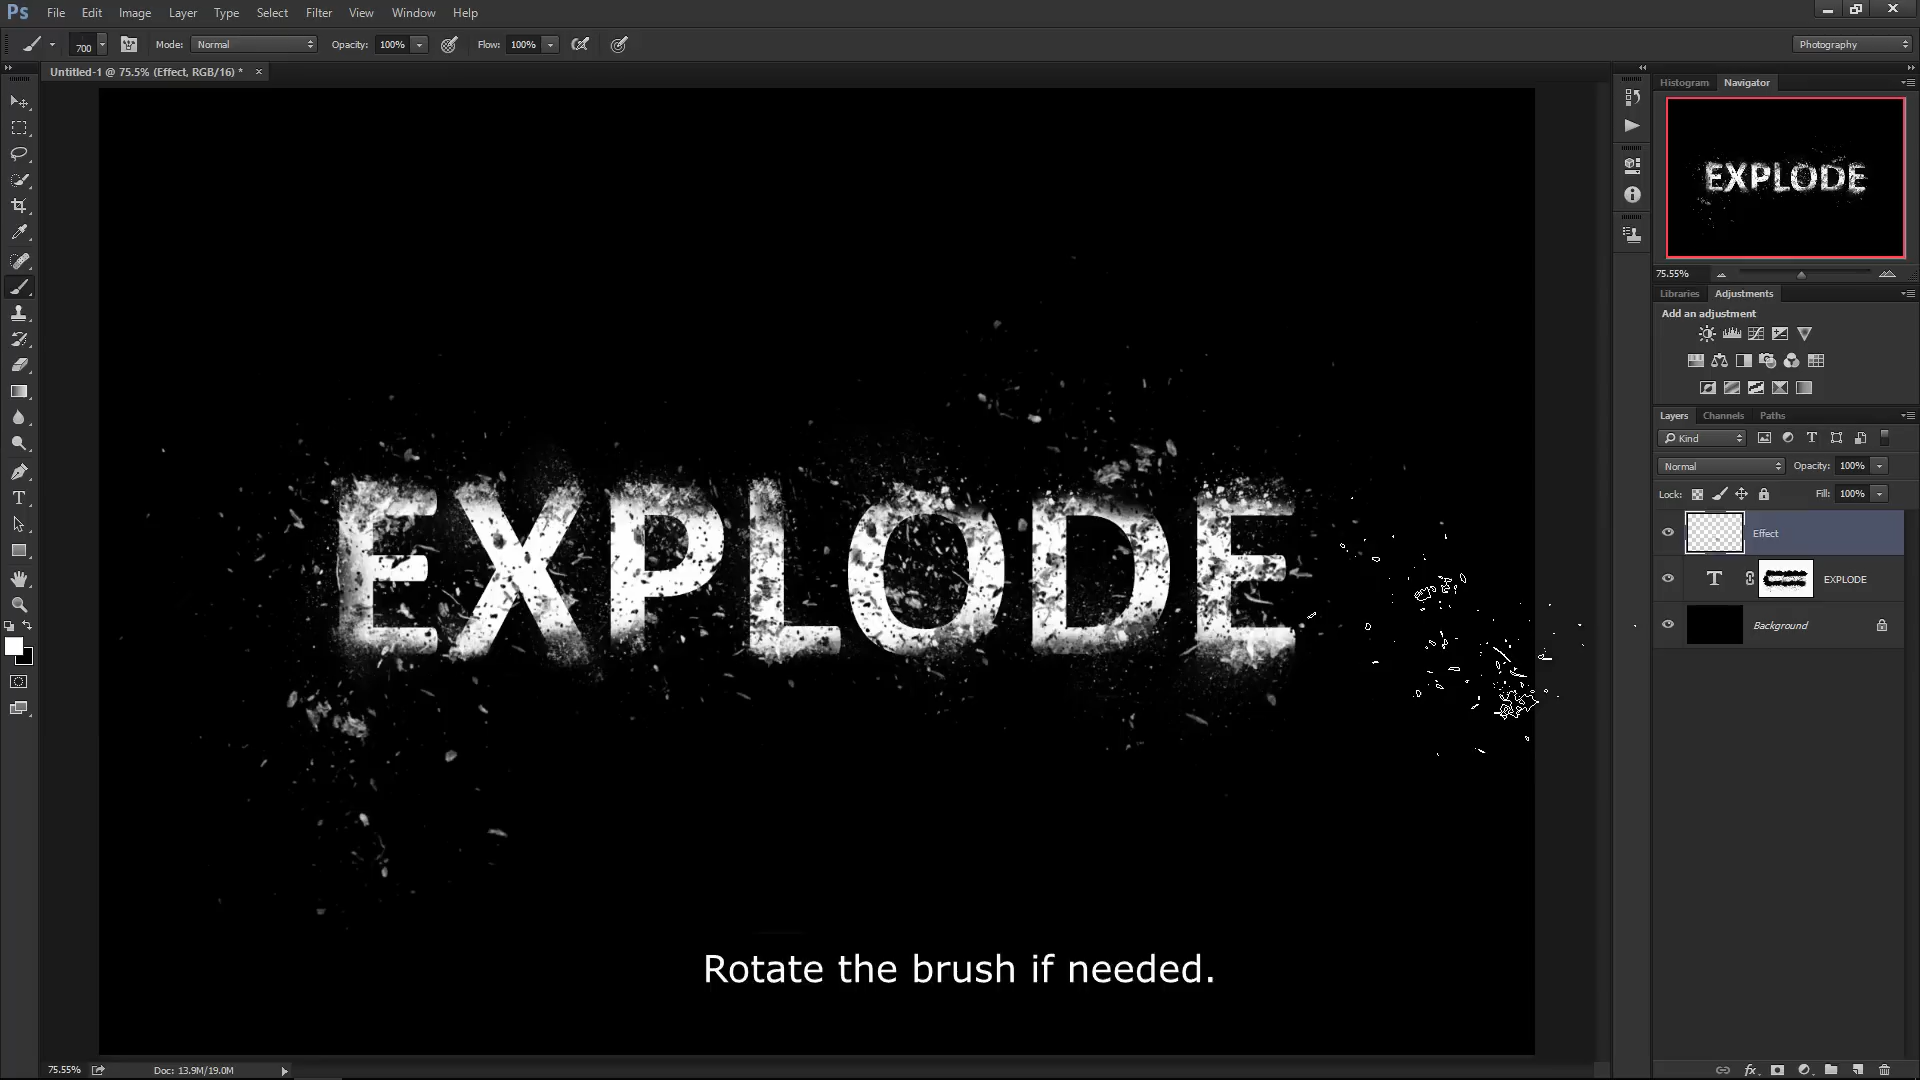 Ps File Edit Image Layer Type Select Filter View Window Help
700 Mode: Normal Opacity: 100% Flow: 100% Photography
Untitled-1 @ 75.5% (Effect, RGB/16) * ×
Histogram Navigator
EXPLODE
75.55%
Libraries Adjustments
Add an adjustment
Layers Channels Paths
Kind
Normal Opacity: 100%
Lock: Fill: 100%
Effect
T EXPLODE
Background
EXPLODE
Rotate the brush if needed.
75.55% Doc: 13.9M/19.0M